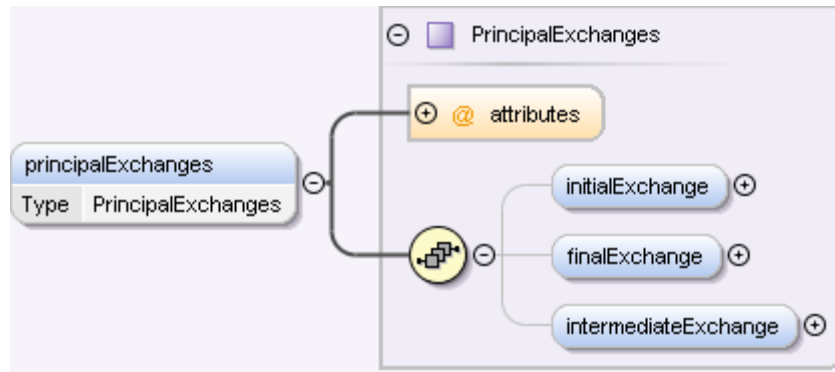 PrincipalExchanges
@ attributes
principalExchanges
Type PrincipalExchanges
initialExchange
finalExchange
intermediateExchange